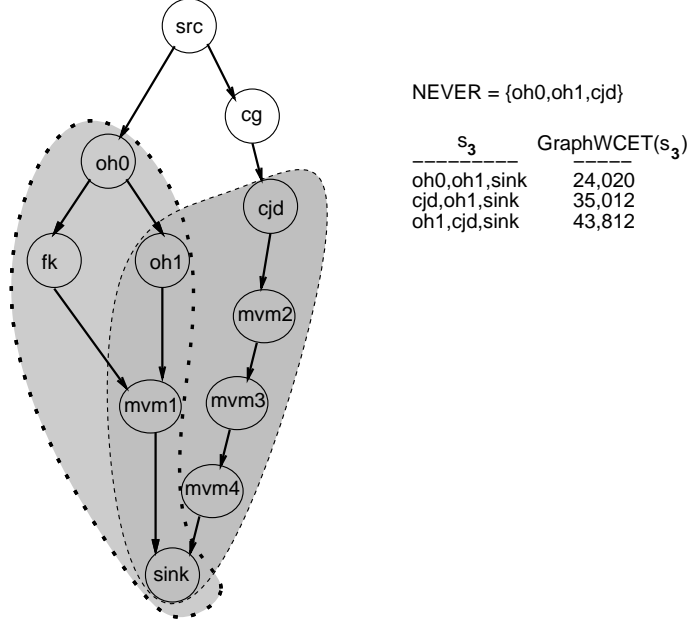 src
cg
oh0
cjd
fk
oh1
mvm2
mvm1
mvm3
mvm4
sink
NEVER = {oh0,oh1,cjd}
s3 GraphWCET(s3)
oh0,oh1,sink 24,020
cjd,oh1,sink 35,012
oh1,cjd,sink 43,812